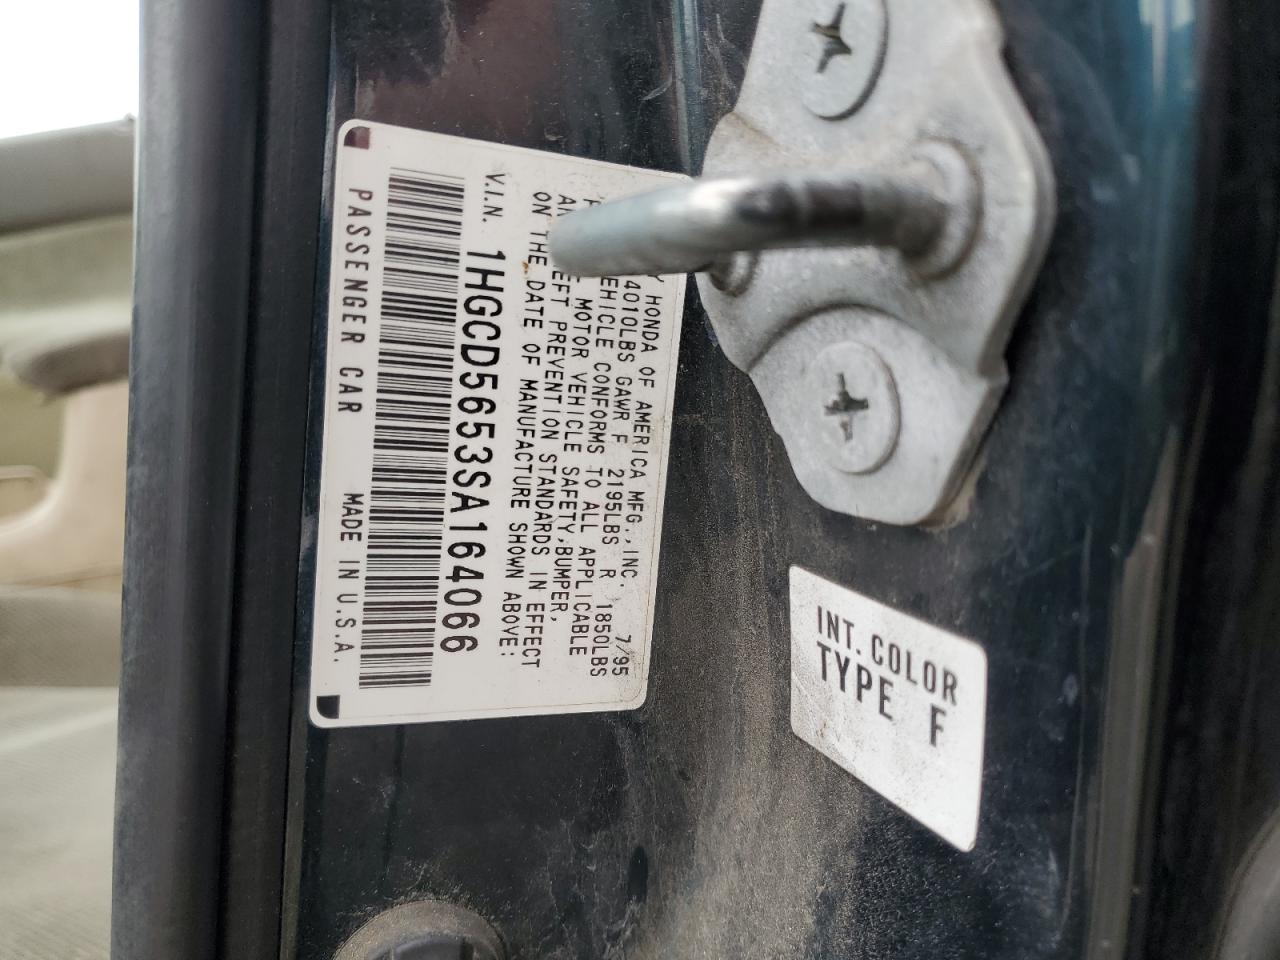 HONDA OF AMERICA MFG., INC. 7/95
4010LBS GAWR F 2195LBS R 1850LBS
VEHICLE CONFORMS TO ALL APPLICABLE
MOTOR VEHICLE SAFETY, BUMPER,
AND THEFT PREVENTION STANDARDS IN EFFECT
ON THE DATE OF MANUFACTURE SHOWN ABOVE:
V.I.N. 1HGCD5653SA164066
PASSENGER CAR MADE IN U.S.A.
INT. COLOR
TYPE F